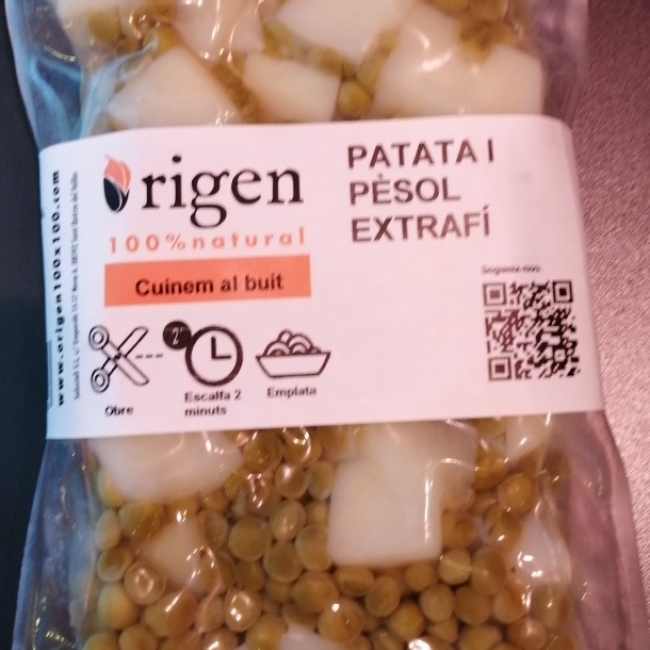 Origen
100%natural
Cuinem al buit
PATATA I
PÈSOL
EXTRAFÍ
Obre
2'
Escalfa 2
minuts
Emplata
www.origen100x100.com